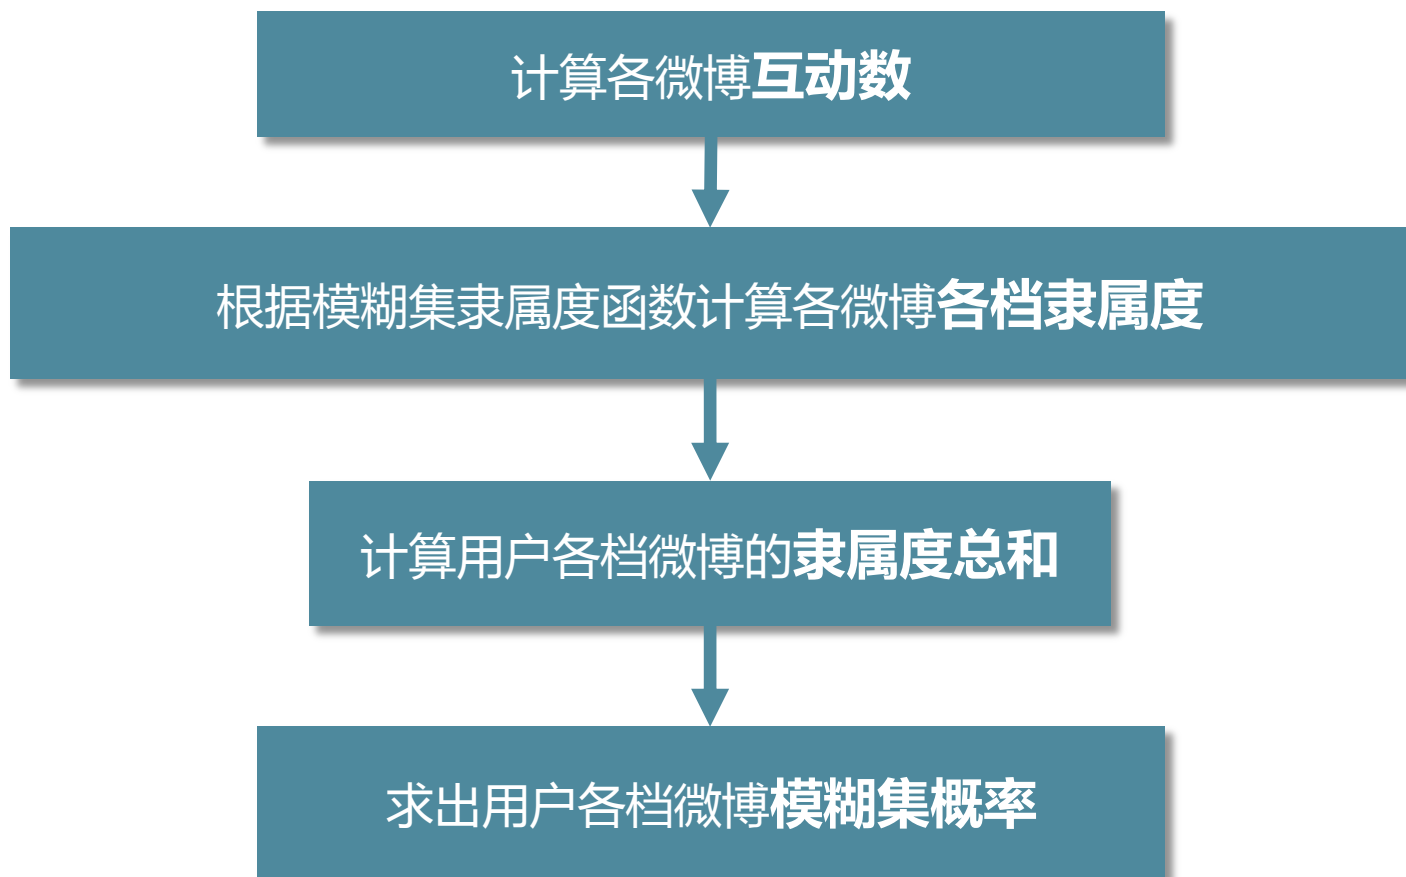 计算各微博互动数
根据模糊集隶属度函数计算各微博各档隶属度
计算用户各档微博的隶属度总和
求出用户各档微博模糊集概率